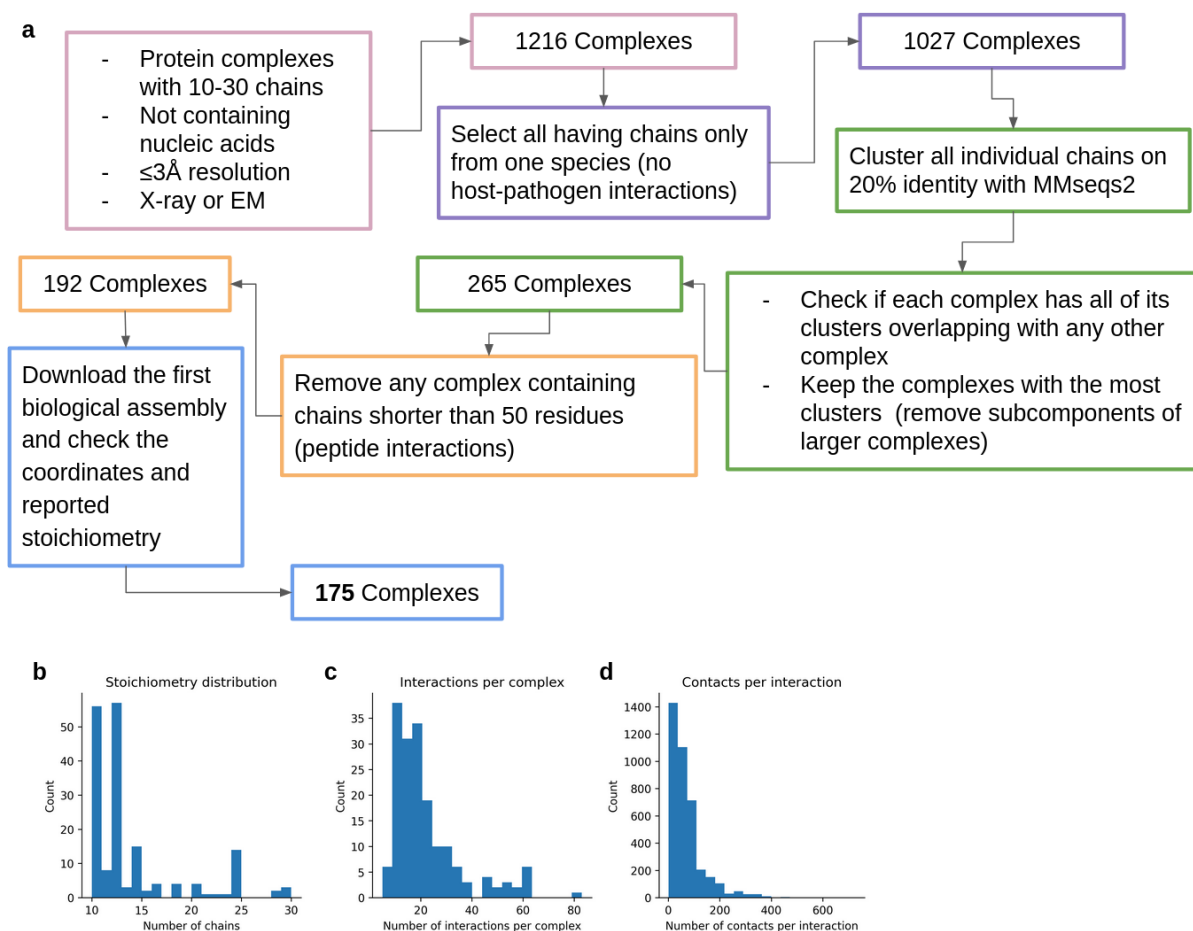 a
- Protein complexes
with 10-30 chains
- Not containing
nucleic acids
- ≤3Å resolution
- X-ray or EM
1216 Complexes
Select all having chains only
from one species (no
host-pathogen interactions)
1027 Complexes
Cluster all individual chains on
20% identity with MMseqs2
- Check if each complex has all of its
clusters overlapping with any other
complex
- Keep the complexes with the most
clusters (remove subcomponents of
larger complexes)
265 Complexes
Remove any complex containing
chains shorter than 50 residues
(peptide interactions)
192 Complexes
Download the first
biological assembly
and check the
coordinates and
reported
stoichiometry
175 Complexes
b
Stoichiometry distribution
Count
50
40
30
20
10
0
10 15 20 25 30
Number of chains
c
Interactions per complex
Count
35
30
25
20
15
10
5
0
20 40 60 80
Number of interactions per complex
d
Contacts per interaction
Count
1400
1200
1000
800
600
400
200
0
0 200 400 600
Number of contacts per interaction